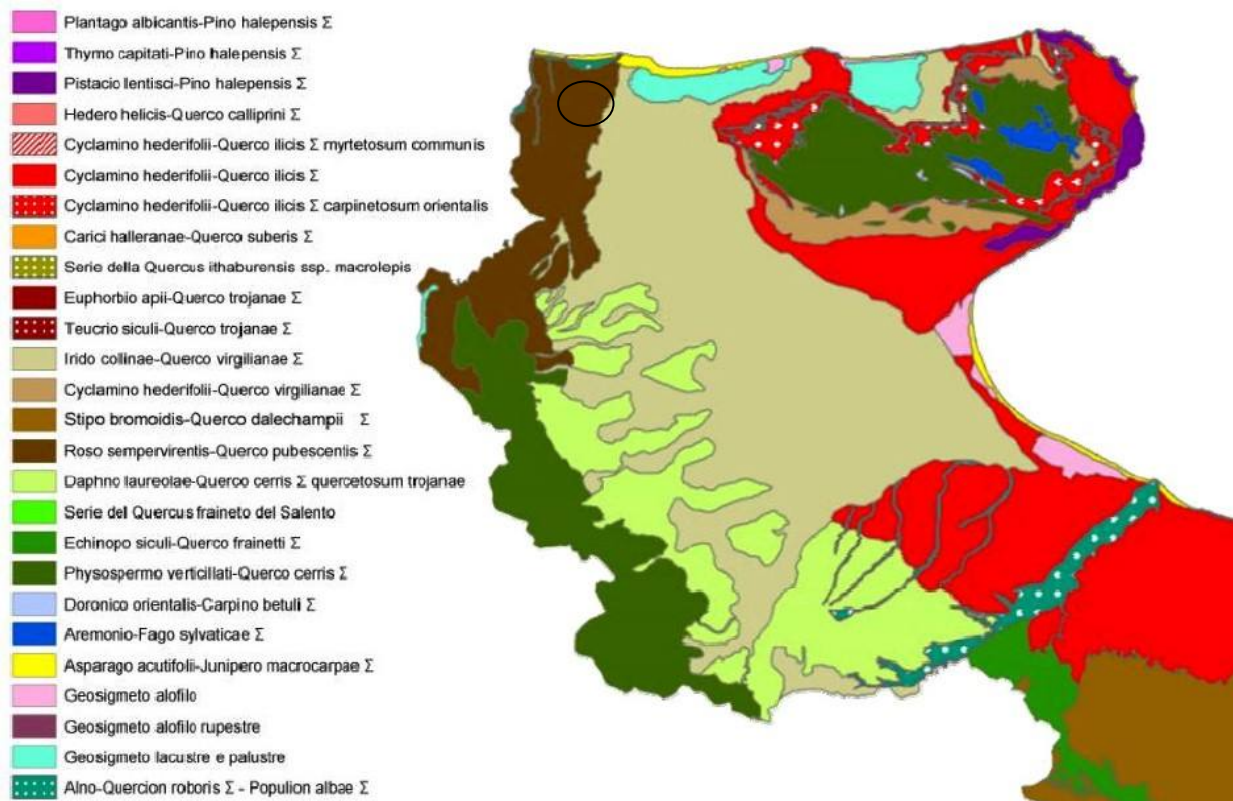 Plantago albicantis-Pino halepensis Σ
Thymo capitati-Pino halepensis Σ
Pistacio lentisci-Pino halepensis Σ
Hedero helicis-Querco calliprini Σ
Cyclamino hederifolii-Querco ilicis Σ myrtetosum communis
Cyclamino hederifolii-Querco ilicis Σ
Cyclamino hederifolii-Querco ilicis Σ carpinetosum orientalis
Carici halleranae-Querco suberis Σ
Serie della Quercus ithaburensis ssp. macrolepis
Euphorbio apii-Querco trojanae Σ
Teucrio siculi-Querco trojanae Σ
Irido collinae-Querco virgilianae Σ
Cyclamino hederifolii-Querco virgilianae Σ
Stipo bromoidis-Querco dalechampii Σ
Roso sempervirentis-Querco pubescentis Σ
Daphno laureolae-Querco cerris Σ quercetosum trojanae
Serie del Quercus fraineto del Salento
Echinopo siculi-Querco frainetti Σ
Physospermo verticillati-Querco cerris Σ
Doronico orientalis-Carpino betuli Σ
Aremonio-Fago sylvaticae Σ
Asparago acutifolii-Junipero macrocarpae Σ
Geosigmeto alofilo
Geosigmeto alofilo rupestre
Geosigmeto lacustre e palustre
Alno-Quercion roboris Σ - Populion albae Σ